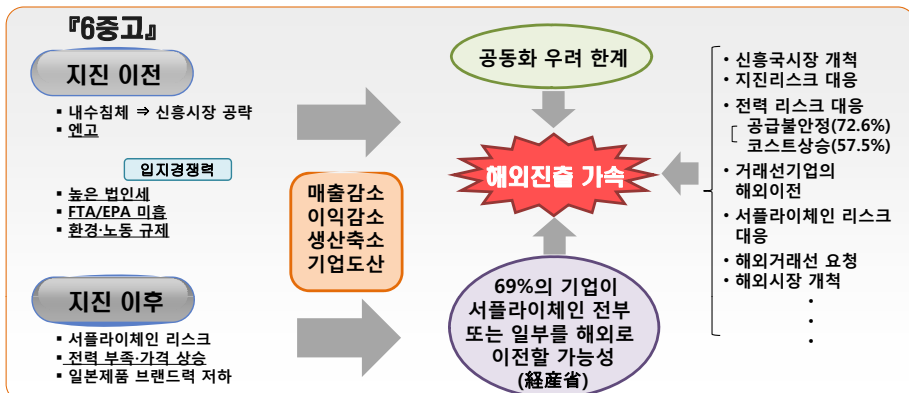 『6중고』
지진 이전
▪ 내수침체 ⇒ 신흥시장 공략
▪ 엔고
입지경쟁력
▪ 높은 법인세
▪ FTA/EPA 미흡
▪ 환경·노동 규제
지진 이후
▪ 서플라이체인 리스크
▪ 전력 부족·가격 상승
▪ 일본제품 브랜드력 저하
매출감소
이익감소
생산축소
기업도산
공동화 우려 한계
해외진출 가속
69%의 기업이
서플라이체인 전부
또는 일부를 해외로
이전할 가능성
(経産省)
• 신흥국시장 개척
• 지진리스크 대응
• 전력 리스크 대응
공급불안정(72.6%)
코스트상승(57.5%)
• 거래선기업의
해외이전
• 서플라이체인 리스크
대응
• 해외거래선 요청
• 해외시장 개척
·
·
·